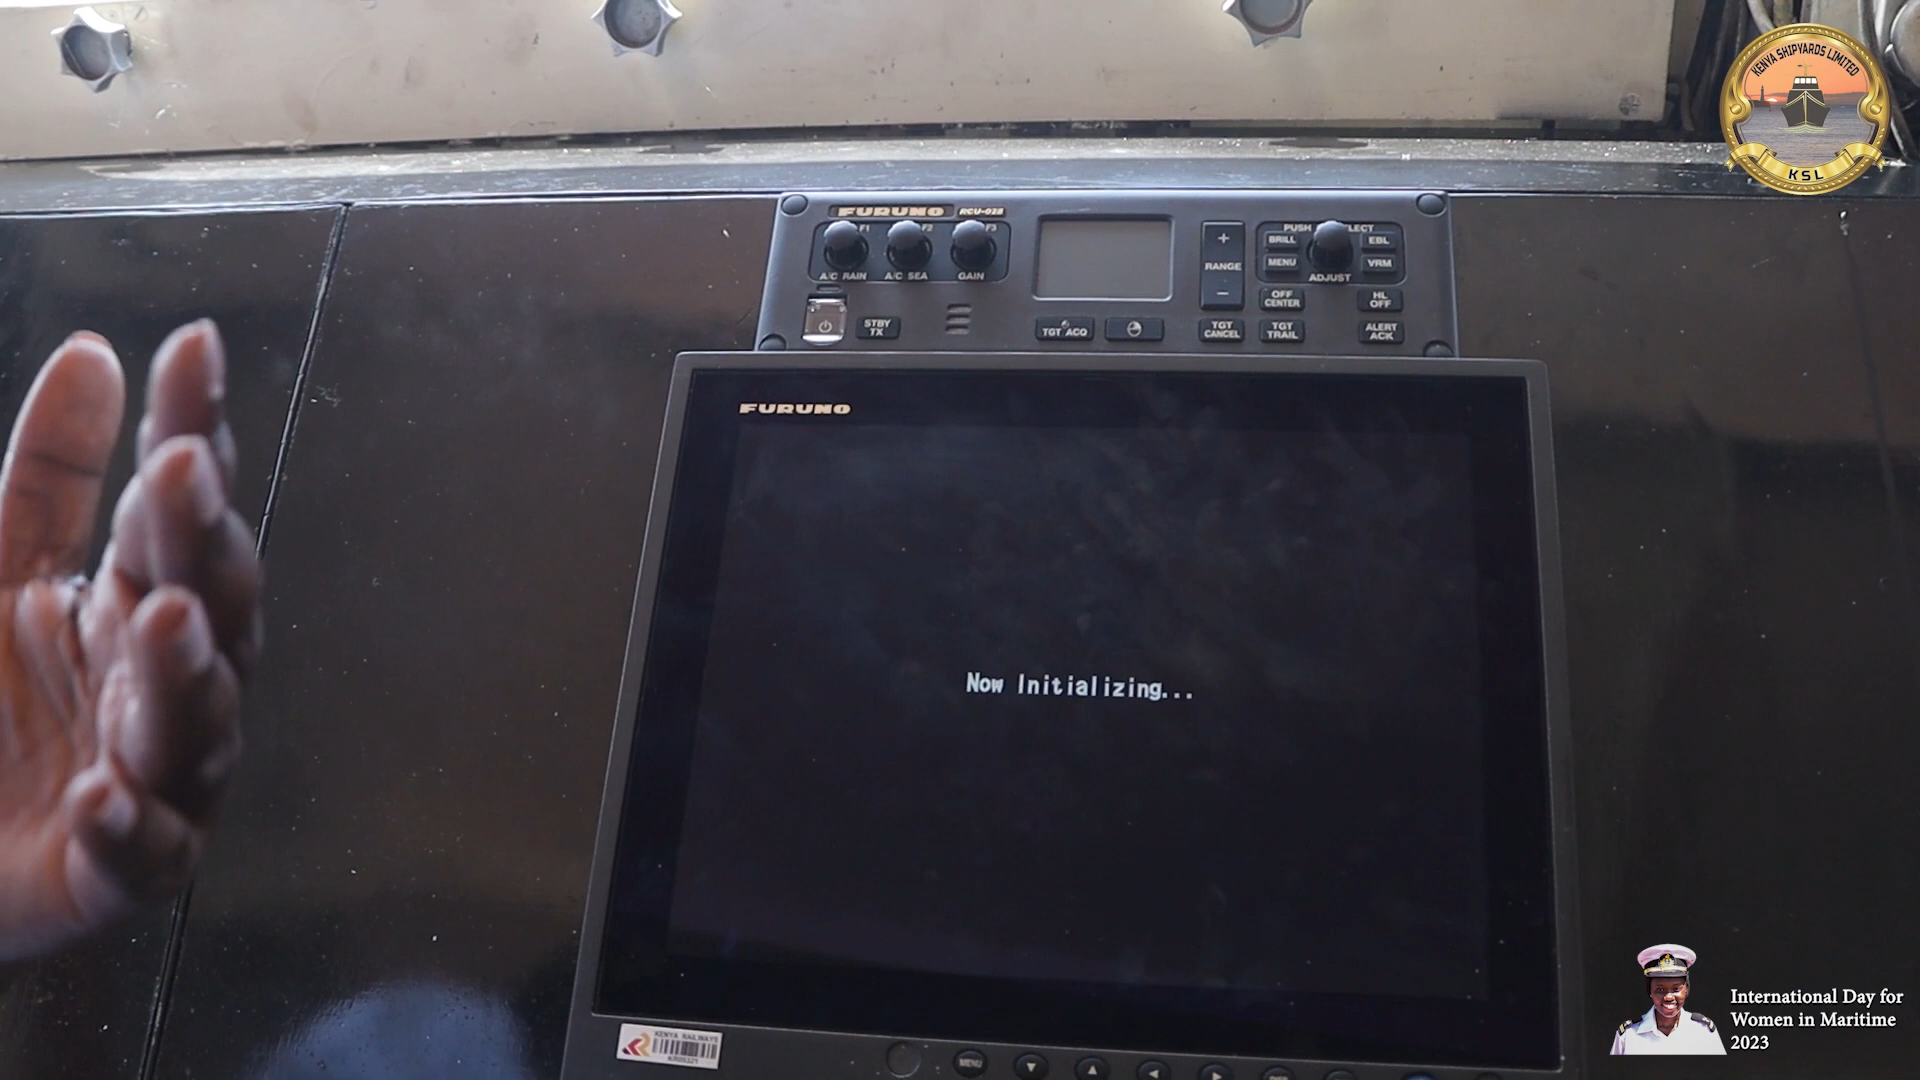 KENYA SHIPYARDS LIMITED
KSL
FURUNO RCU-028
F1 F2 F3
A/C RAIN A/C SEA GAIN
STBY TX
TGT ACQ
+
RANGE
-
PUSH
BRILL
EBL
MENU
VRM
ADJUST
OFF CENTER
HL OFF
TGT CANCEL
TGT TRAIL
ALERT ACK
FURUNO
Now Initializing...
KENYA RAILWAYS
MENU
International Day for
Women in Maritime
2023